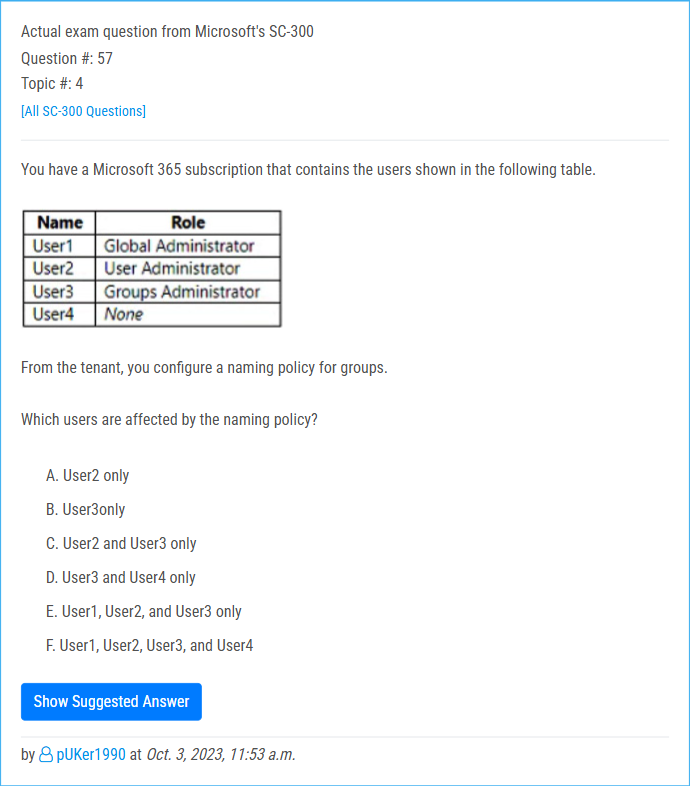 Actual exam question from Microsoft's SC-300
Question #: 57
Topic #: 4
[All SC-300 Questions]
You have a Microsoft 365 subscription that contains the users shown in the following table.
Name Role
User1 Global Administrator
User2 User Administrator
User3 Groups Administrator
User4 None
From the tenant, you configure a naming policy for groups.
Which users are affected by the naming policy?
A. User2 only
B. User3only
C. User2 and User3 only
D. User3 and User4 only
E. User1, User2, and User3 only
F. User1, User2, User3, and User4
Show Suggested Answer
by pUKer1990 at Oct. 3, 2023, 11:53 a.m.